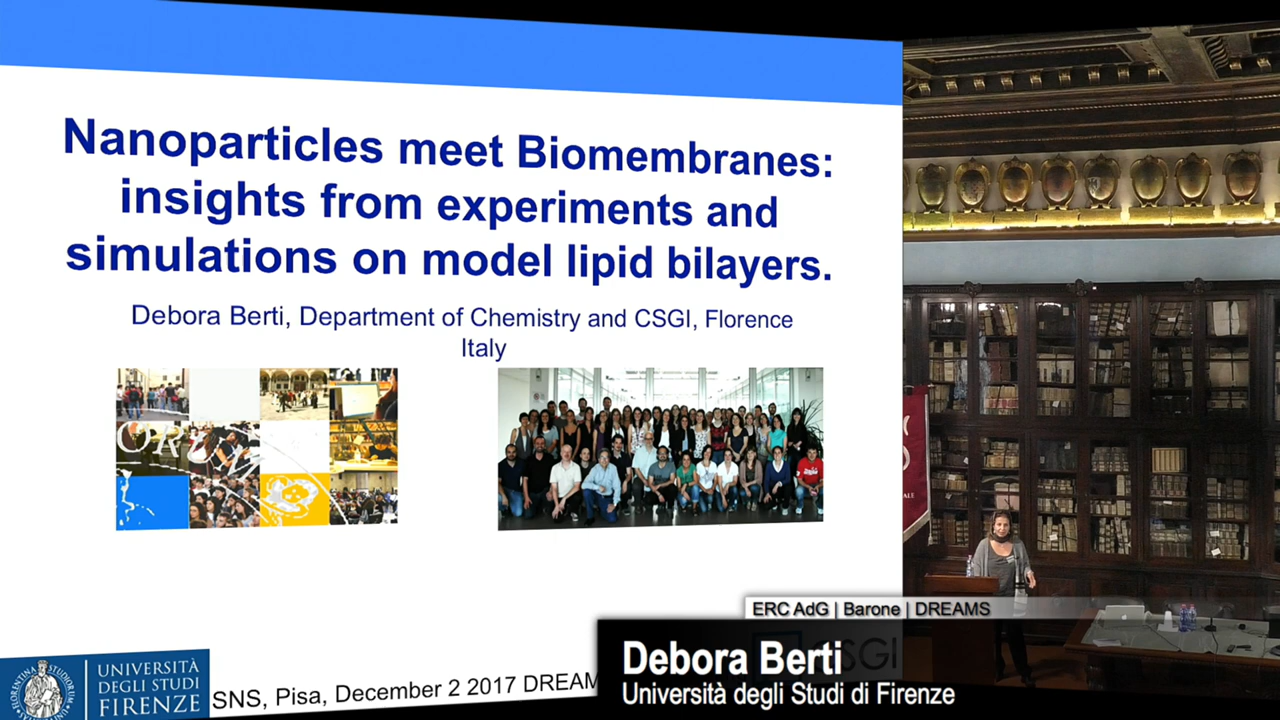 Nanoparticles meet Biomembranes:
insights from experiments and
simulations on model lipid bilayers.
Debora Berti, Department of Chemistry and CSGI, Florence
Italy
UNIVERSITÀ
DEGLI STUDI
FIRENZE
SNS, Pisa, December 2 2017 DREAM
ERC AdG | Barone | DREAMS
Debora Berti
Università degli Studi di Firenze
SGI